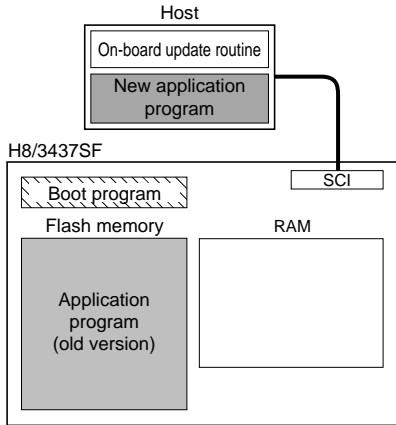 Host
On-board update routine
New application
program
H8/3437SF
SCI
Boot program
Flash memory
RAM
Application
program
(old version)